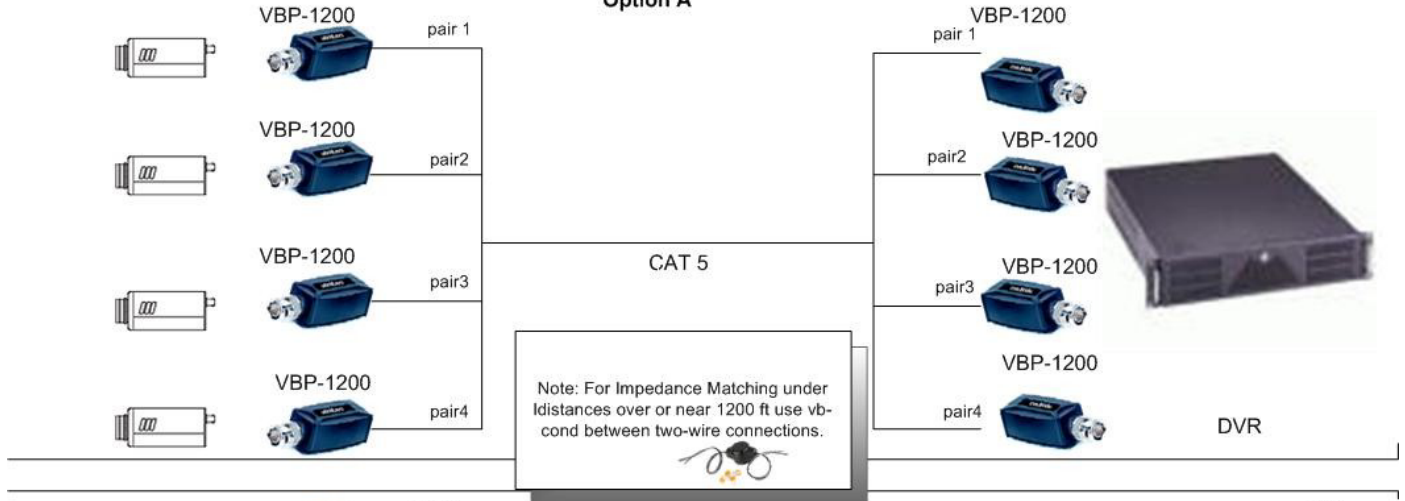 Option A
VBP-1200
pair 1
VBP-1200
pair2
VBP-1200
pair3
VBP-1200
pair4
CAT 5
Note: For Impedance Matching under
ldistances over or near 1200 ft use vb-
cond between two-wire connections.
VBP-1200
pair 1
VBP-1200
pair2
VBP-1200
pair3
VBP-1200
pair4
DVR